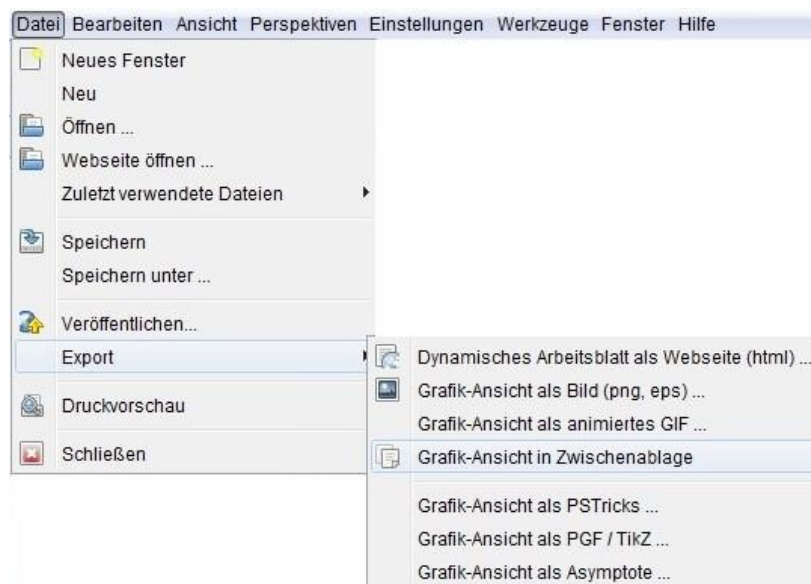 Datei Bearbeiten Ansicht Perspektiven Einstellungen Werkzeuge Fenster Hilfe
Neues Fenster
Neu
Öffnen ...
Webseite öffnen ...
Zuletzt verwendete Dateien
Speichern
Speichern unter ...
Veröffentlichen...
Export
Druckvorschau
Schließen
Dynamisches Arbeitsblatt als Webseite (html) ...
Grafik-Ansicht als Bild (png, eps) ...
Grafik-Ansicht als animiertes GIF ...
Grafik-Ansicht in Zwischenablage
Grafik-Ansicht als PSTricks ...
Grafik-Ansicht als PGF / TikZ ...
Grafik-Ansicht als Asymptote ...